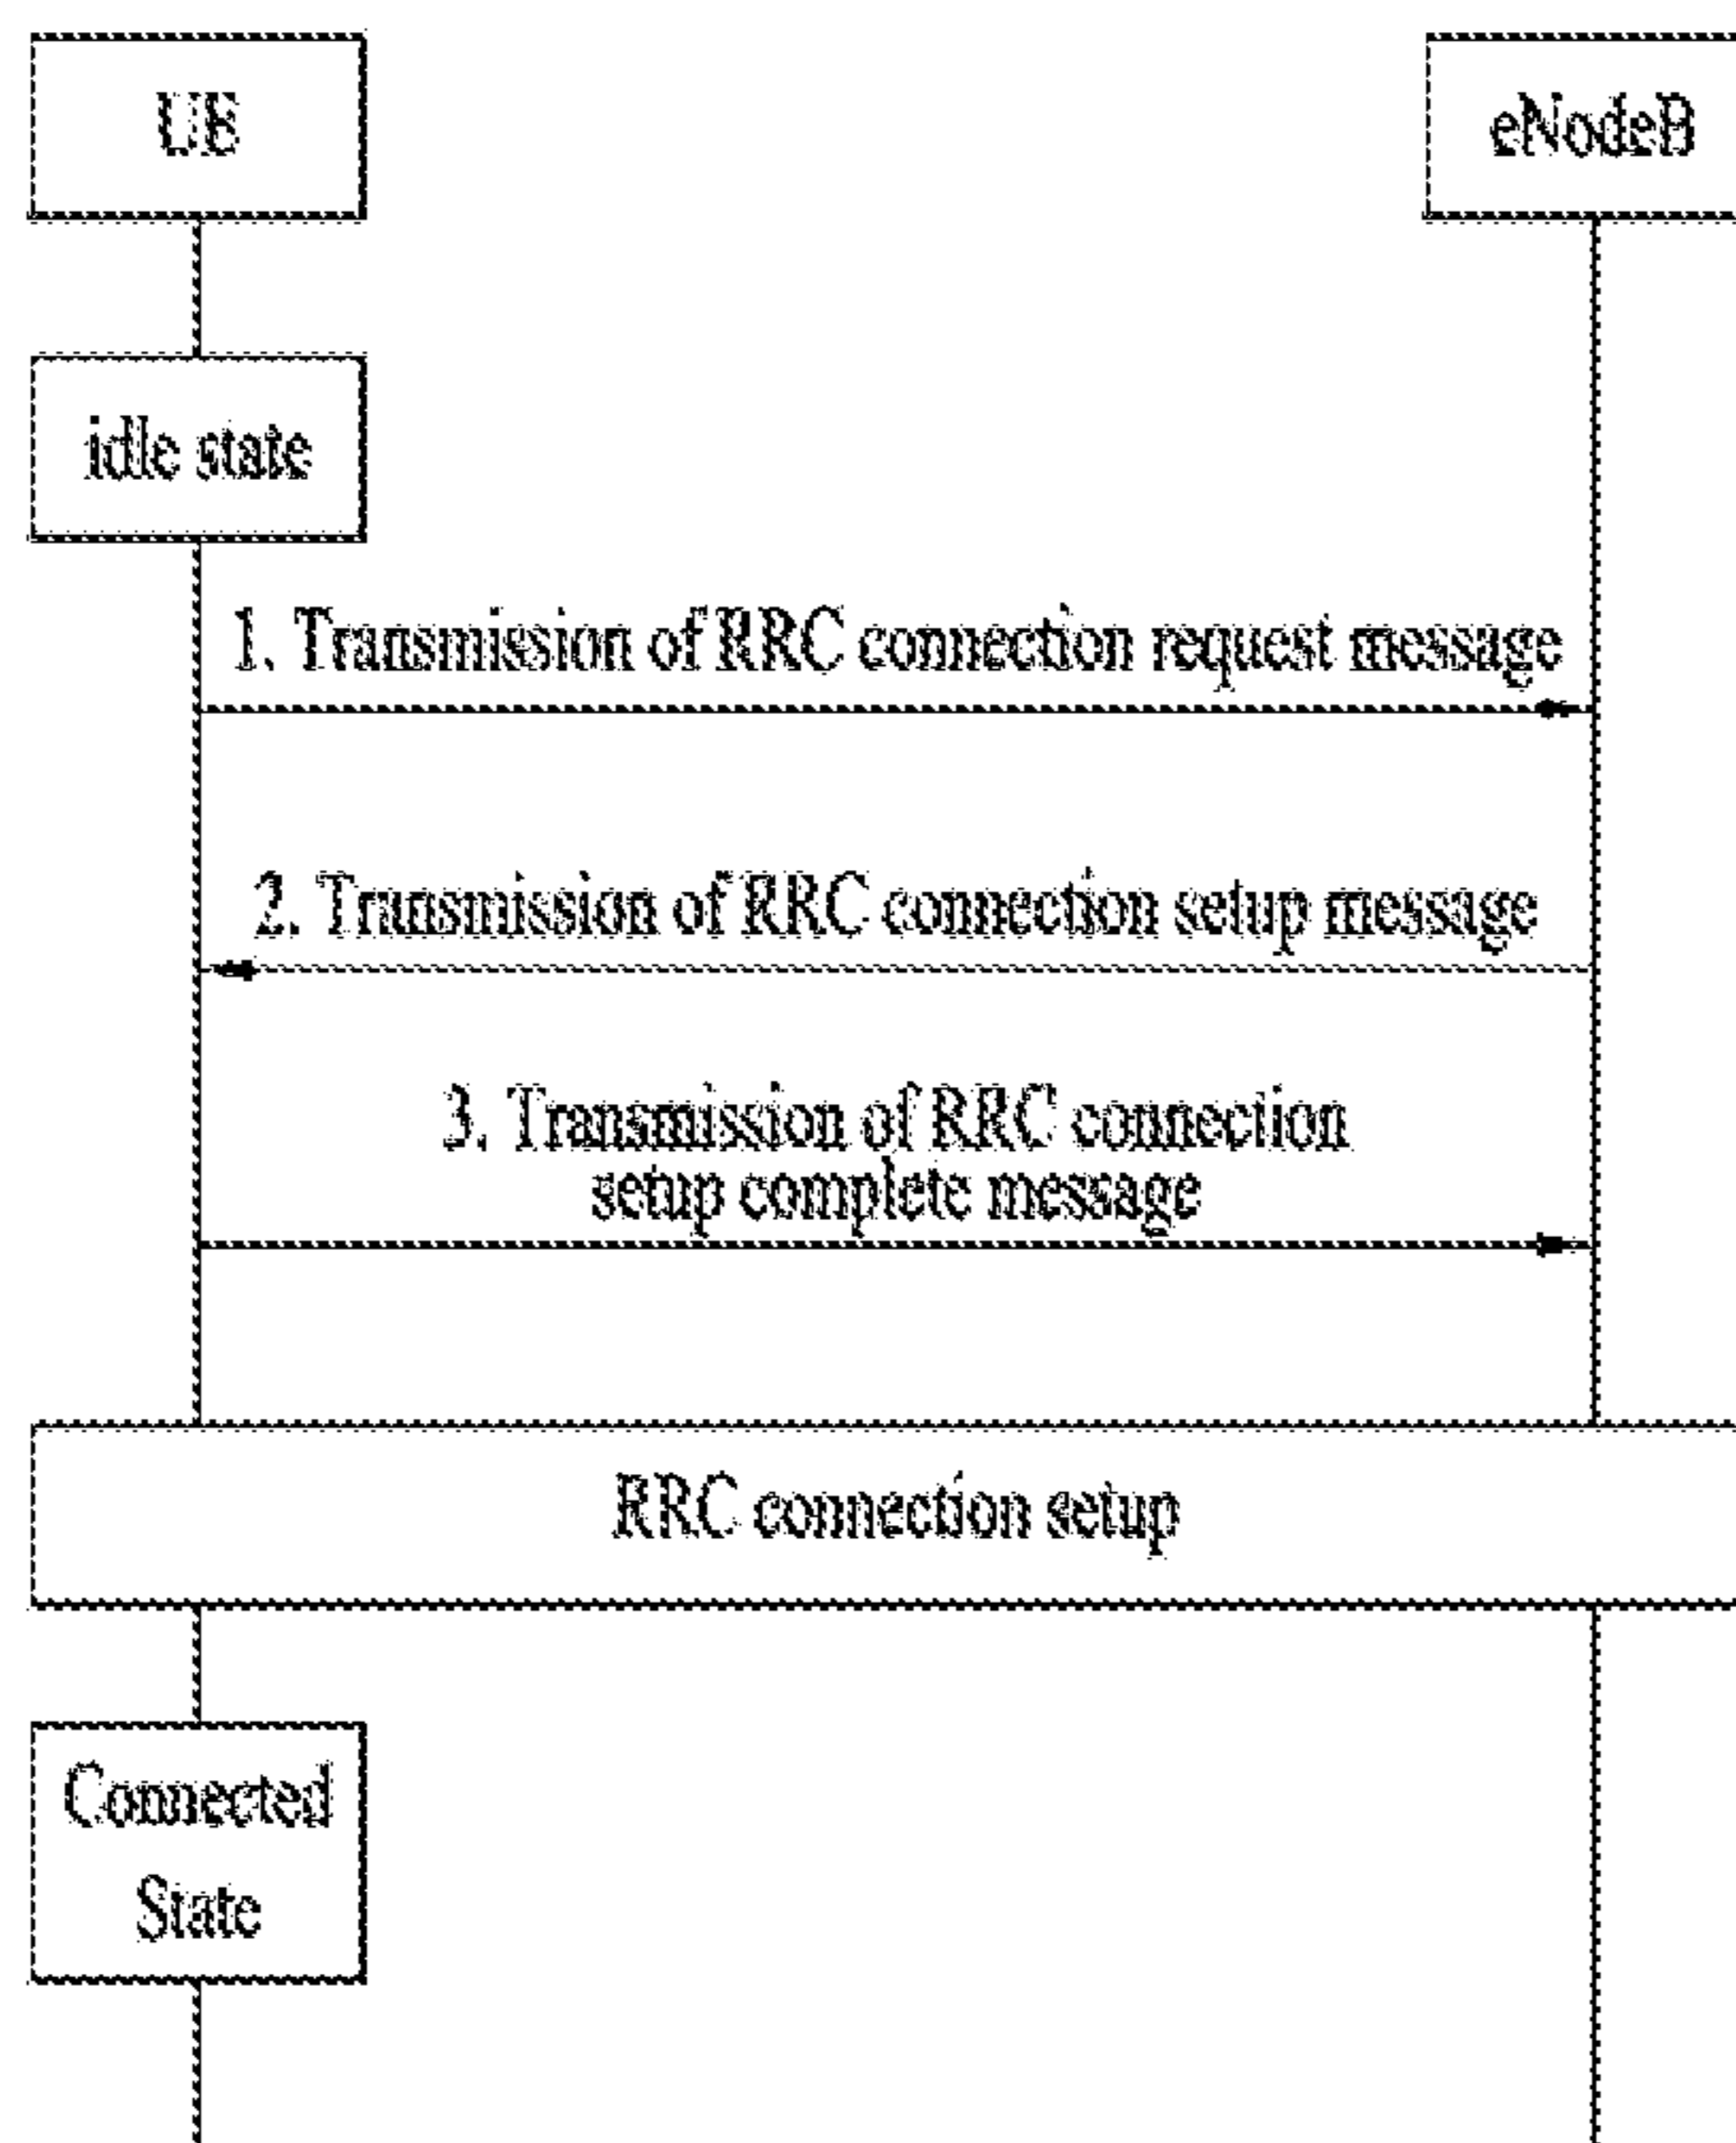 UE
eNodeB
idle state
1. Transmission of RRC connection request message
2. Transmission of RRC connection setup message
3. Transmission of RRC connection
setup complete message
RRC connection setup
Connected
State